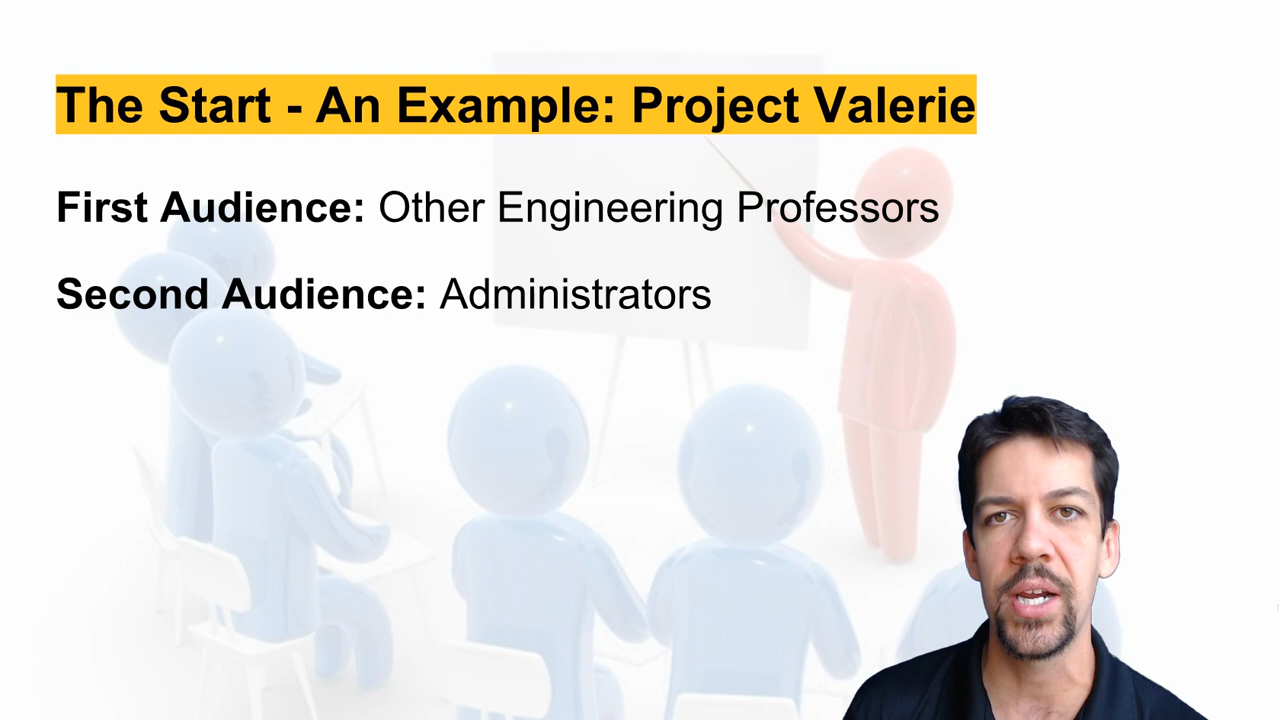 The Start - An Example: Project Valerie
First Audience: Other Engineering Professors
Second Audience: Administrators